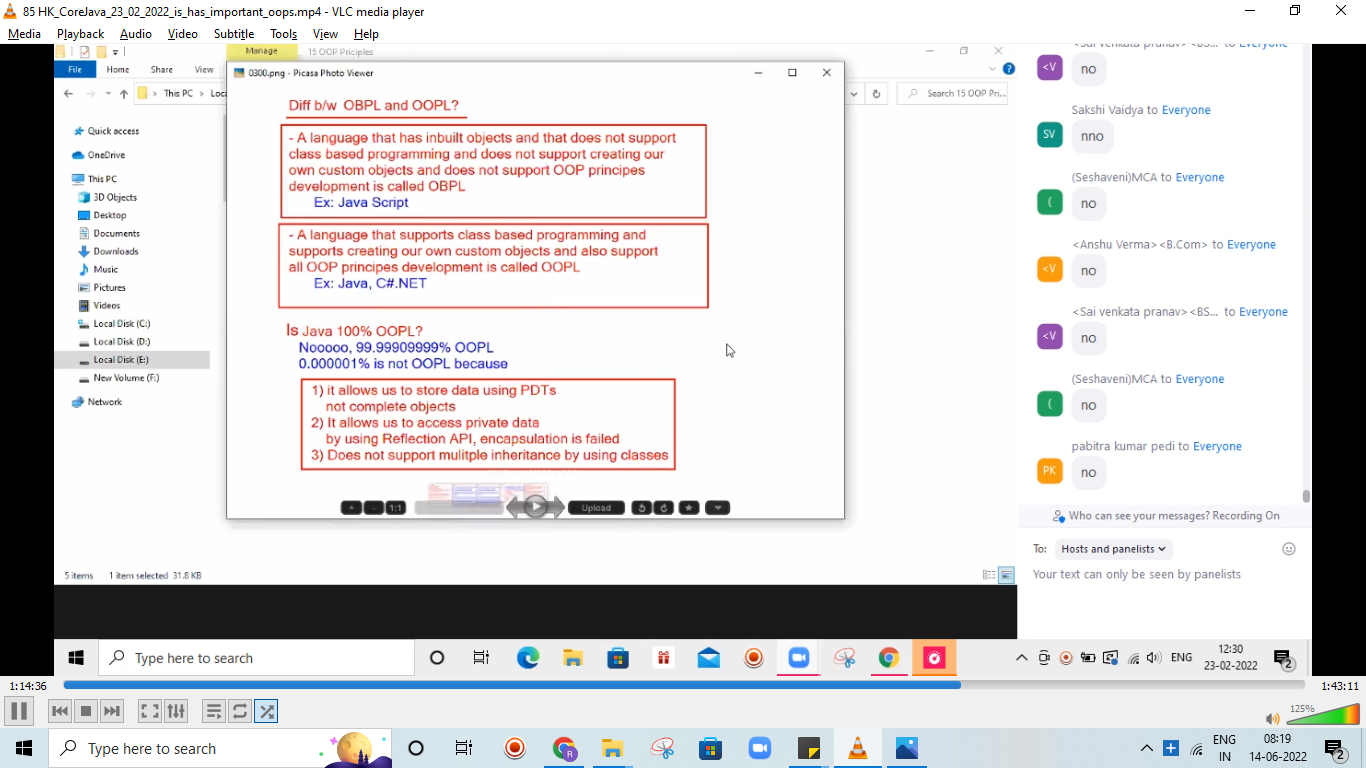 85 HK_CoreJava_23_02_2022_is_has_important_oops.mp4 - VLC media player
Media Playback Audio Video Subtitle Tools View Help
Manage 15 OOP Priciples
File Home Share View
This PC
Search 15 OOP Pri...
Quick access
OneDrive
This PC
3D Objects
Desktop
Documents
Downloads
Music
Pictures
Videos
Local Disk (C:)
Local Disk (D:)
Local Disk (E:)
New Volume (F:)
Network
5 items 1 item selected 31.8 KB
0300.png - Picasa Photo Viewer
Diff b/w OBPL and OOPL?
- A language that has inbuilt objects and that does not support
class based programming and does not support creating our
own custom objects and does not support OOP principes
development is called OBPL
Ex: Java Script
- A language that supports class based programming and
supports creating our own custom objects and also support
all OOP principes development is called OOPL
Ex: Java, C#.NET
Is Java 100% OOPL?
Nooooo, 99.99909999% OOPL
0.000001% is not OOPL because
1) it allows us to store data using PDTs
not complete objects
2) It allows us to access private data
by using Reflection API, encapsulation is failed
3) Does not support mulitple inheritance by using classes
1:1
Upload
<Sai venkata pranav> <BS... to Everyone
<V
no
Sakshi Vaidya to Everyone
SV
nno
(Seshaveni)MCA to Everyone
(
no
<Anshu Verma><B.Com> to Everyone
<V
no
<Sai venkata pranav> <BS... to Everyone
<V
no
(Seshaveni)MCA to Everyone
(
no
pabitra kumar pedi to Everyone
PK
no
Who can see your messages? Recording On
To: Hosts and panelists
Your text can only be seen by panelists
Type here to search
ENG
12:30
23-02-2022
2
1:14:36
1:43:11
125%
Type here to search
R
ENG
IN
08:19
14-06-2022
2